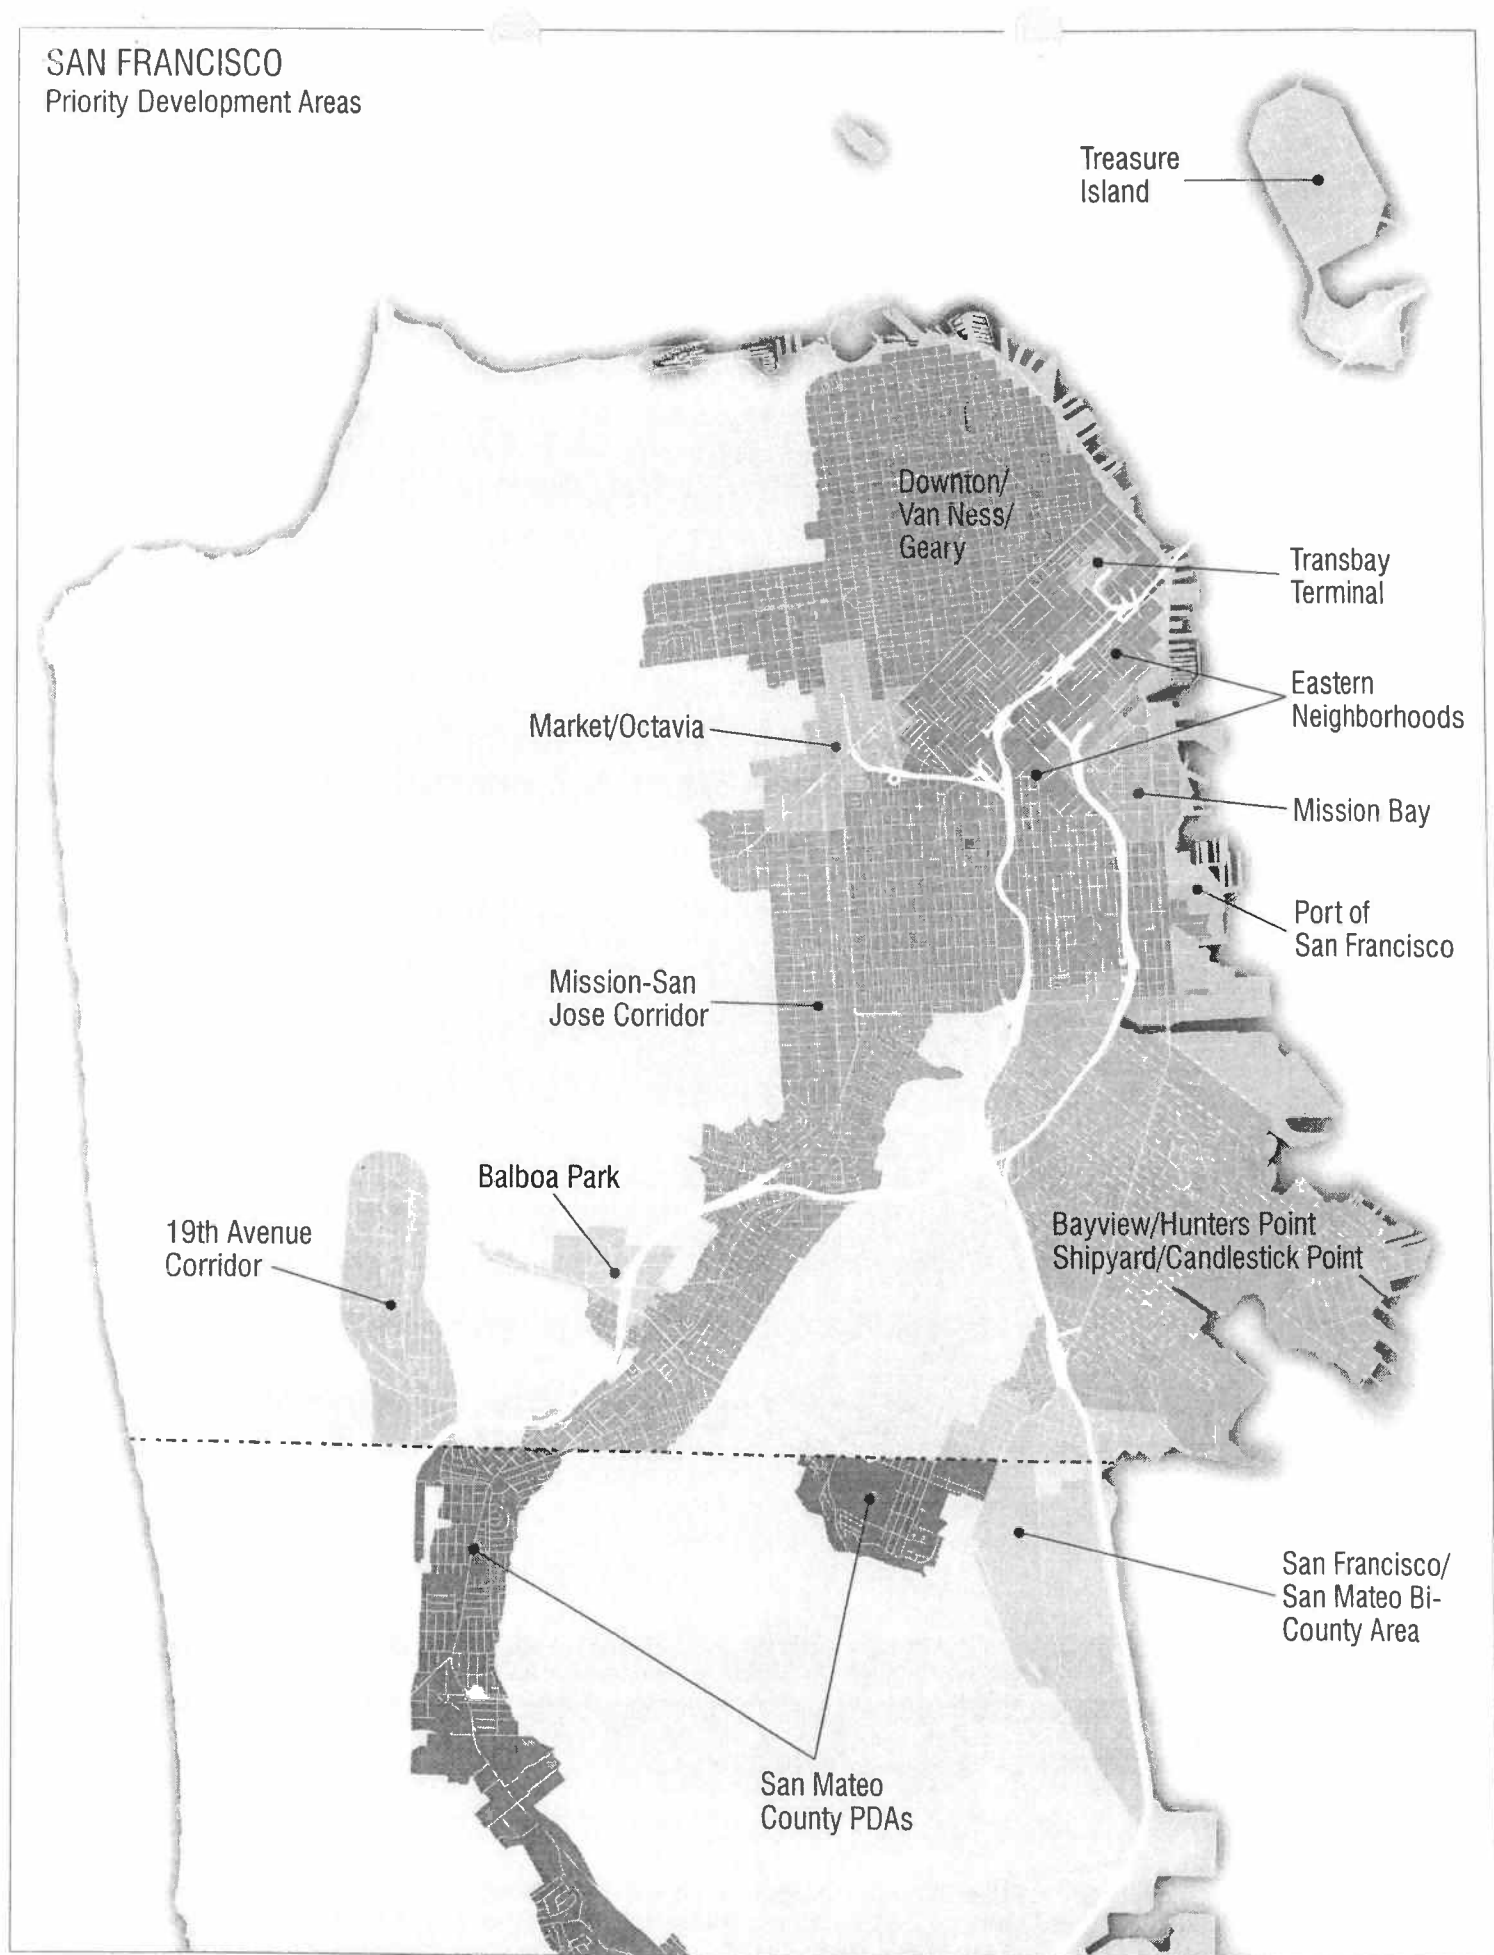 SAN FRANCISCO
Priority Development Areas
Treasure
Island
Downton/
Van Ness/
Geary
Transbay
Terminal
Eastern
Neighborhoods
Market/Octavia
Mission Bay
Port of
San Francisco
Mission-San
Jose Corridor
Balboa Park
19th Avenue
Corridor
Bayview/Hunters Point
Shipyard/Candlestick Point
San Francisco/
San Mateo Bi-
County Area
San Mateo
County PDAs